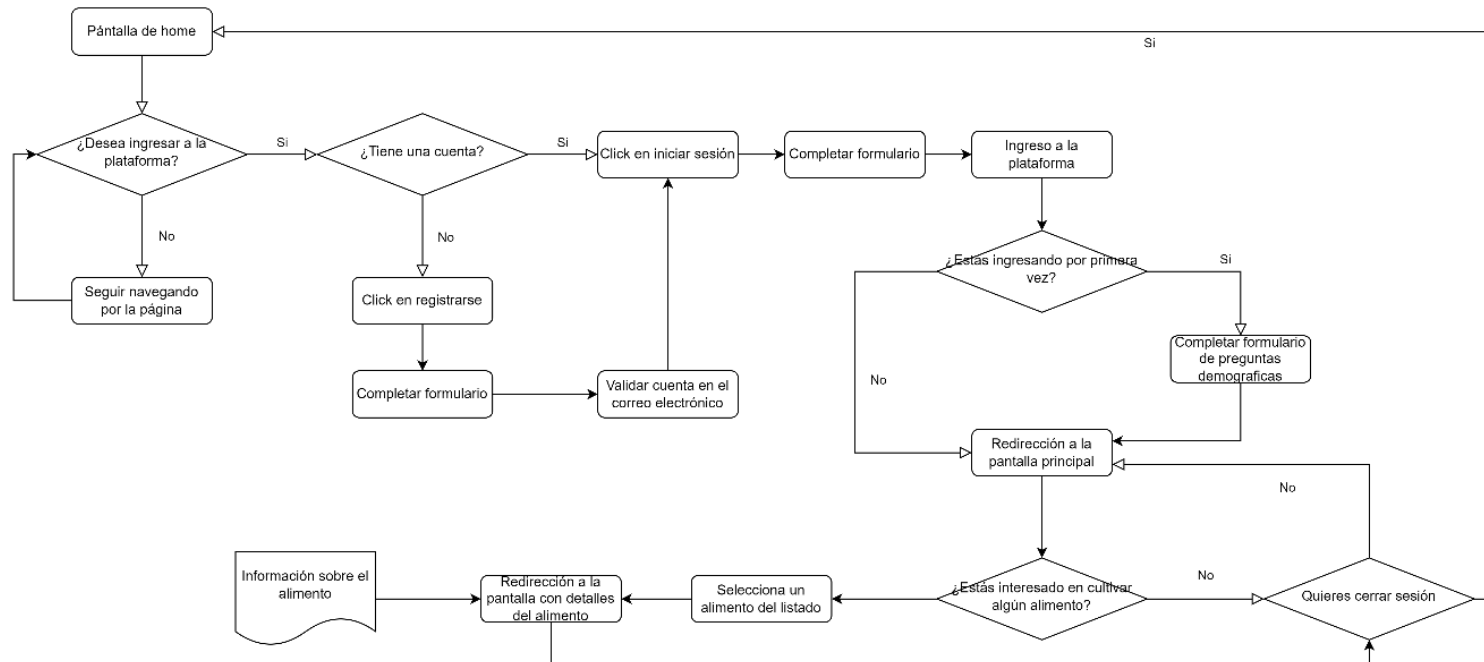 Pántalla de home
Si
¿Desea ingresar a la
plataforma?
Si
¿Tiene una cuenta?
Si
Click en iniciar sesión
Completar formulario
Ingreso a la
plataforma
No
No
¿Estás ingresando por primera
vez?
Si
Seguir navegando
por la página
Click en registrarse
Completar formulario
de preguntas
demograficas
No
Completar formulario
Validar cuenta en el
correo electrónico
Redirección a la
pantalla principal
No
Información sobre el
alimento
Redirección a la
pantalla con detalles
del alimento
Selecciona un
alimento del listado
¿Estás interesado en cultivar
algún alimento?
No
Quieres cerrar sesión